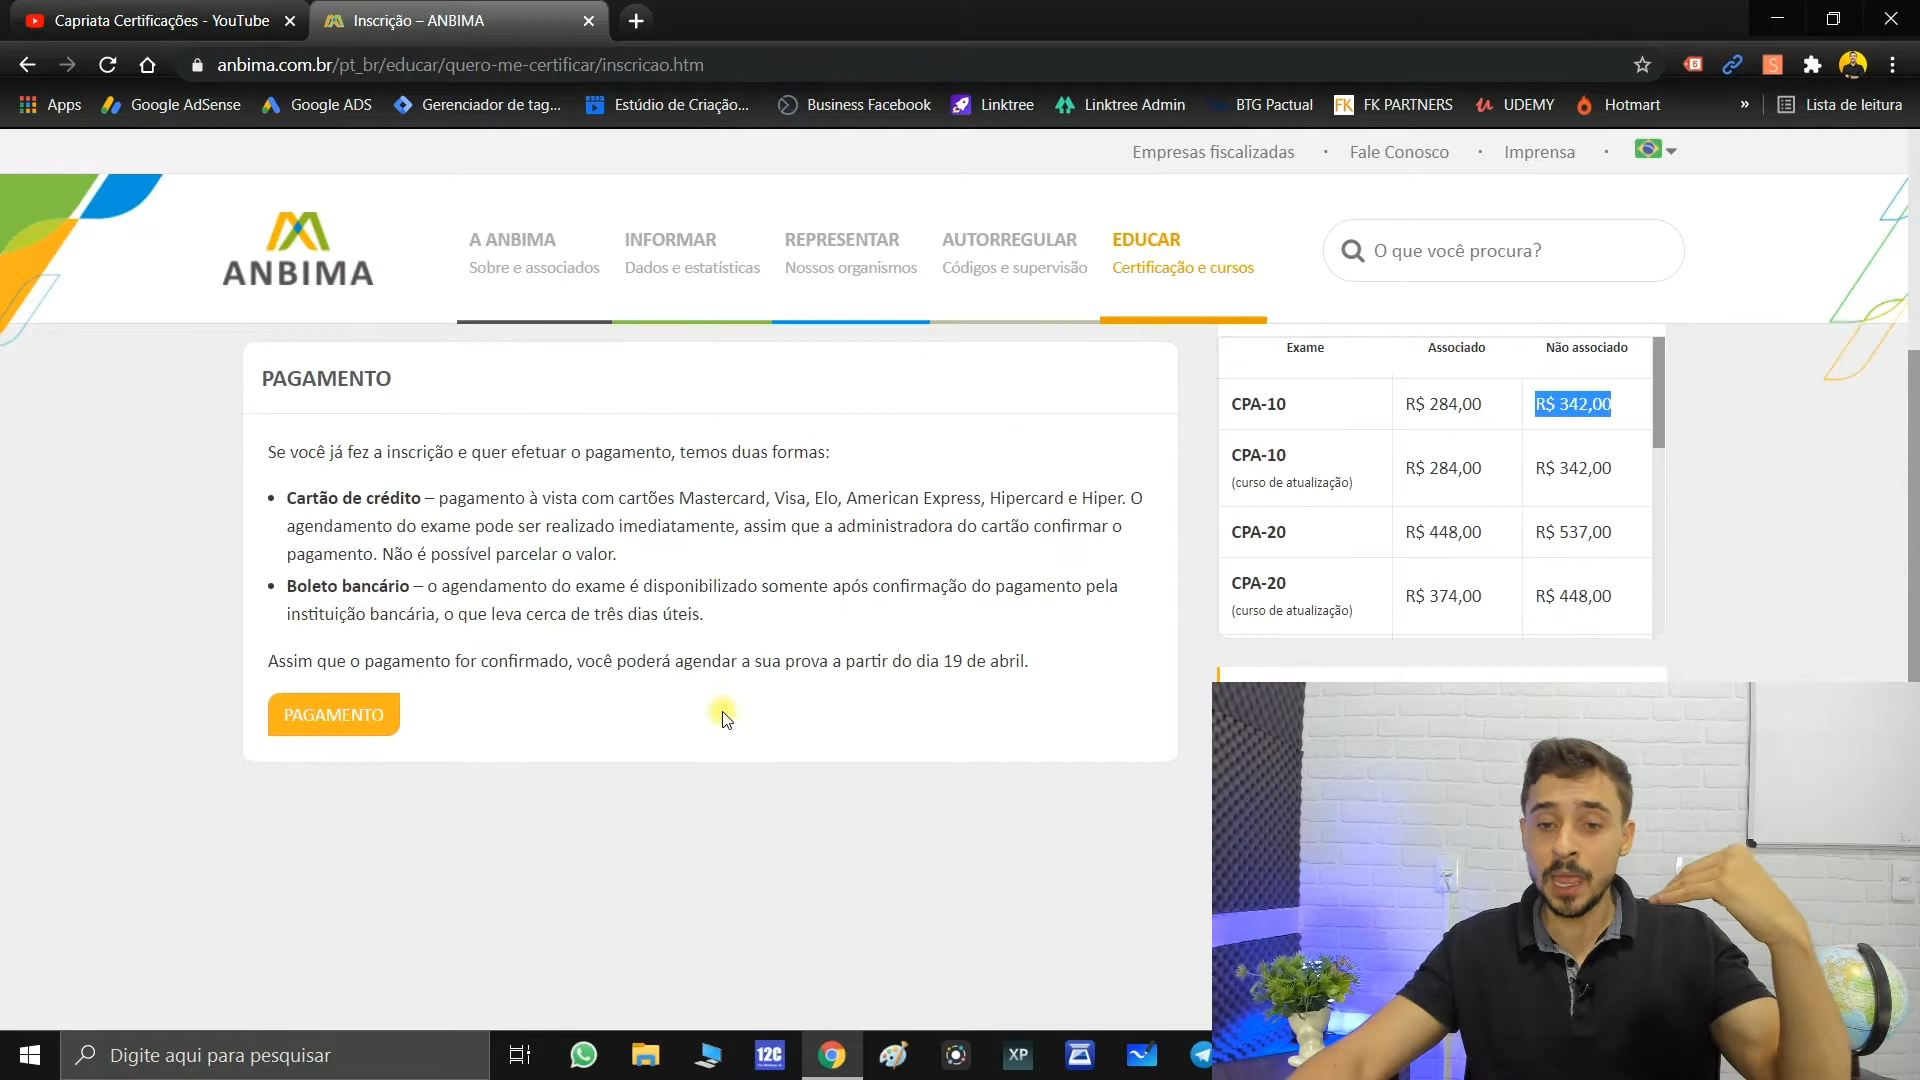 Capriata Certificações - YouTube
Inscrição – ANBIMA
anbima.com.br/pt_br/educar/quero-me-certificar/inscricao.htm
Apps
Google AdSense
Google ADS
Gerenciador de tag...
Estúdio de Criação...
Business Facebook
Linktree
Linktree Admin
BTG Pactual
FK
FK PARTNERS
UDEMY
Hotmart
»
Lista de leitura
Empresas fiscalizadas · Fale Conosco · Imprensa ·
ANBIMA
A ANBIMA
Sobre e associados
INFORMAR
Dados e estatísticas
REPRESENTAR
Nossos organismos
AUTORREGULAR
Códigos e supervisão
EDUCAR
Certificação e cursos
O que você procura?
PAGAMENTO
Se você já fez a inscrição e quer efetuar o pagamento, temos duas formas:
• Cartão de crédito – pagamento à vista com cartões Mastercard, Visa, Elo, American Express, Hipercard e Hiper. O
agendamento do exame pode ser realizado imediatamente, assim que a administradora do cartão confirmar o
pagamento. Não é possível parcelar o valor.
• Boleto bancário – o agendamento do exame é disponibilizado somente após confirmação do pagamento pela
instituição bancária, o que leva cerca de três dias úteis.
Assim que o pagamento for confirmado, você poderá agendar a sua prova a partir do dia 19 de abril.
PAGAMENTO
Exame Associado Não associado
CPA-10 R$ 284,00 R$ 342,00
CPA-10
(curso de atualização) R$ 284,00 R$ 342,00
CPA-20 R$ 448,00 R$ 537,00
CPA-20
(curso de atualização) R$ 374,00 R$ 448,00
Digite aqui para pesquisar
12C
XP